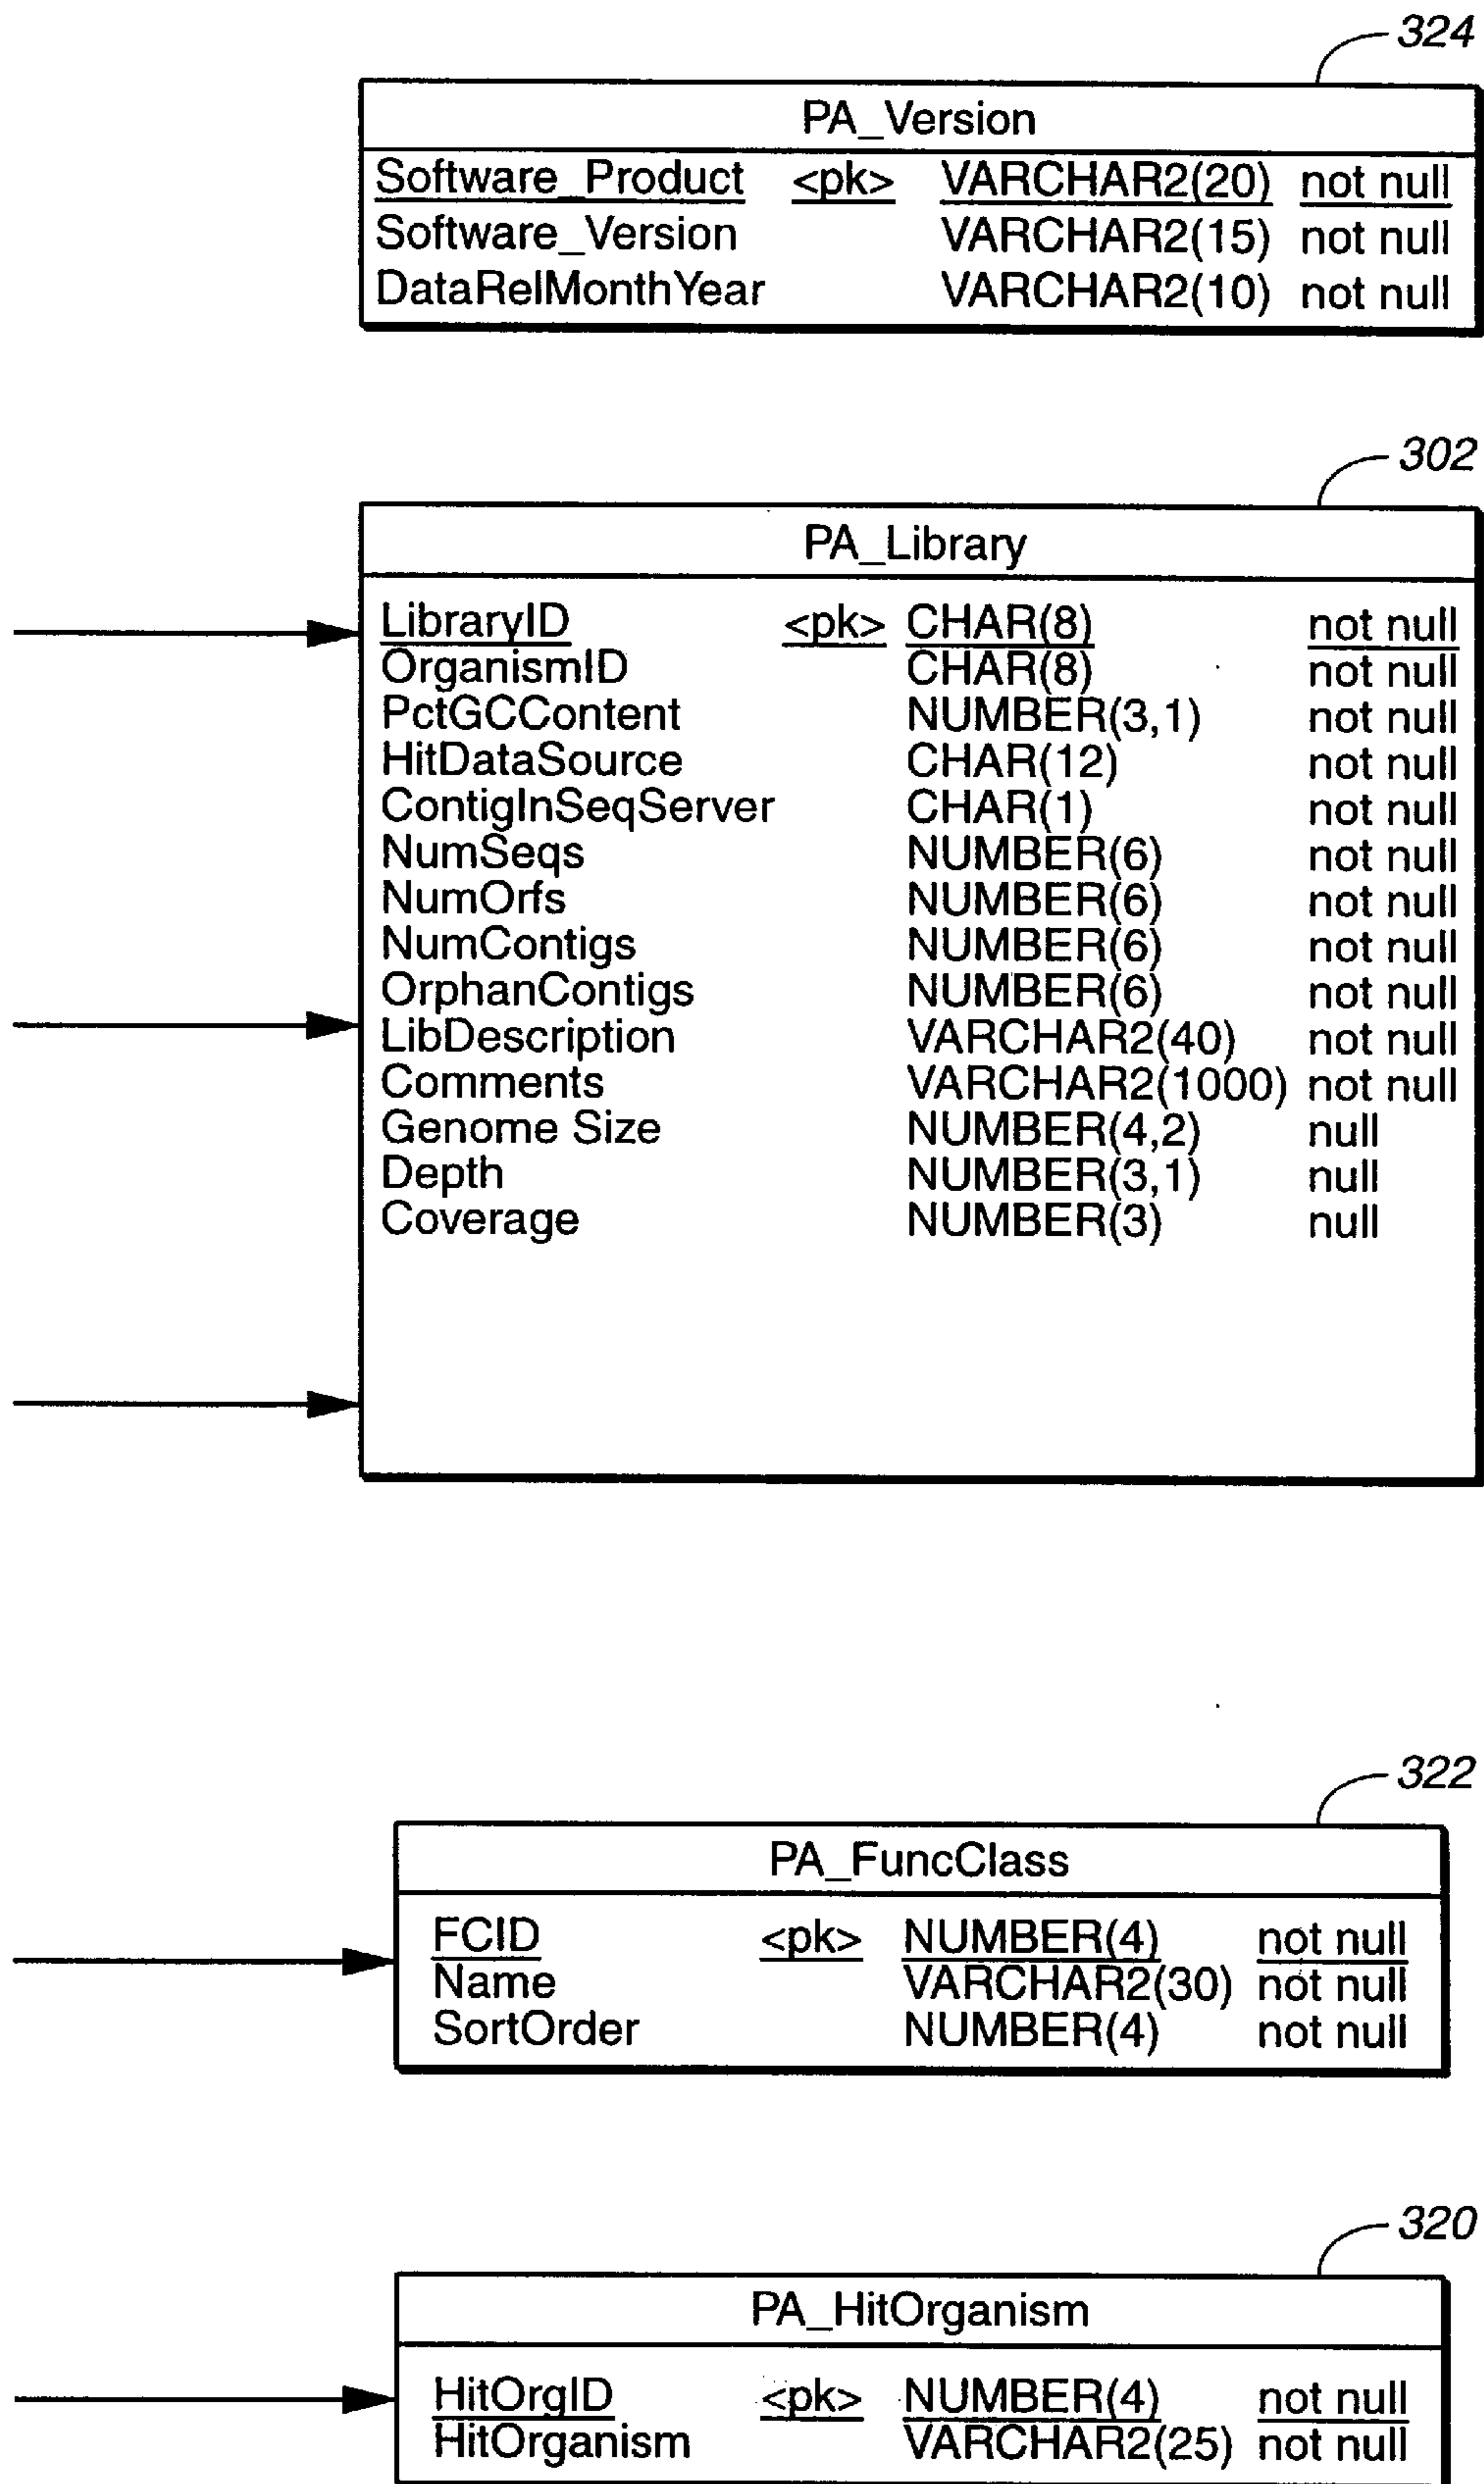 324
PA_Version
Software_Product <pk> VARCHAR2(20) not null
Software_Version VARCHAR2(15) not null
DataRelMonthYear VARCHAR2(10) not null
302
PA_Library
LibraryID <pk> CHAR(8) not null
OrganismID CHAR(8) not null
PctGCContent NUMBER(3,1) not null
HitDataSource CHAR(12) not null
ContigInSeqServer CHAR(1) not null
NumSeqs NUMBER(6) not null
NumOrfs NUMBER(6) not null
NumContigs NUMBER(6) not null
OrphanContigs NUMBER(6) not null
LibDescription VARCHAR2(40) not null
Comments VARCHAR2(1000) not null
Genome Size NUMBER(4,2) null
Depth NUMBER(3,1) null
Coverage NUMBER(3) null
322
PA_FuncClass
FCID <pk> NUMBER(4) not null
Name VARCHAR2(30) not null
SortOrder NUMBER(4) not null
320
PA_HitOrganism
HitOrgID <pk> NUMBER(4) not null
HitOrganism VARCHAR2(25) not null